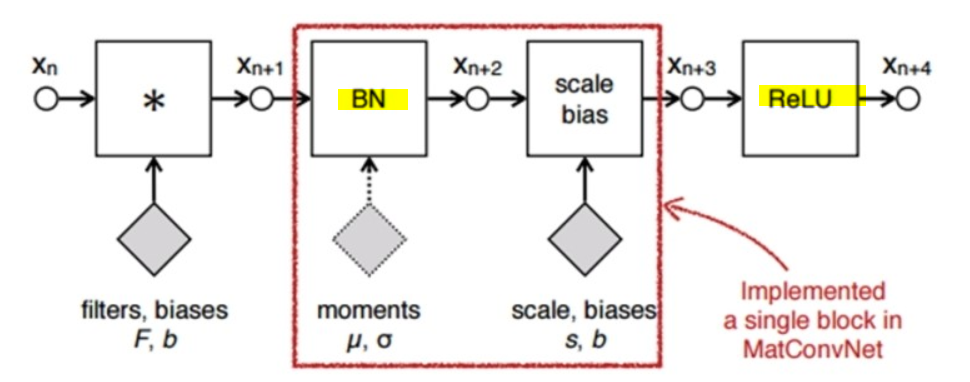 xn
*
xn+1
BN
xn+2
scale
bias
xn+3
ReLU
xn+4
filters, biases
F, b
moments
μ, σ
scale, biases
s, b
Implemented
a single block in
MatConvNet